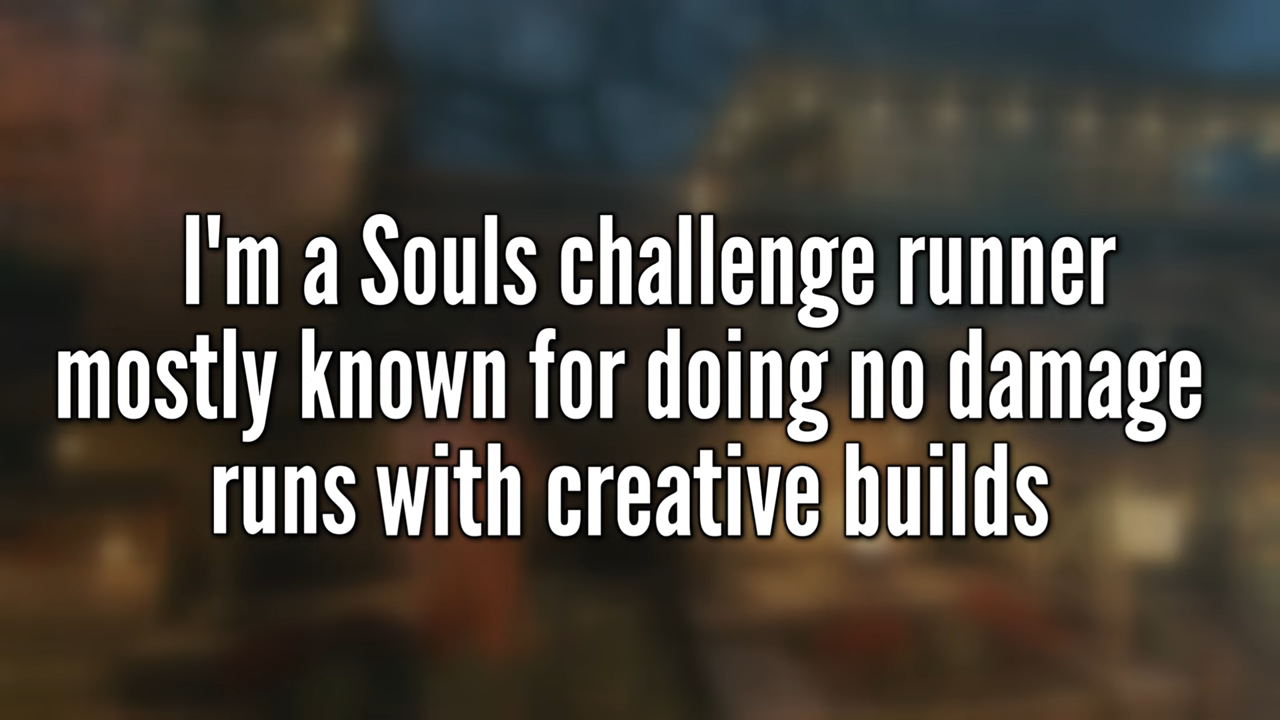 I'm a Souls challenge runner
mostly known for doing no damage
runs with creative builds